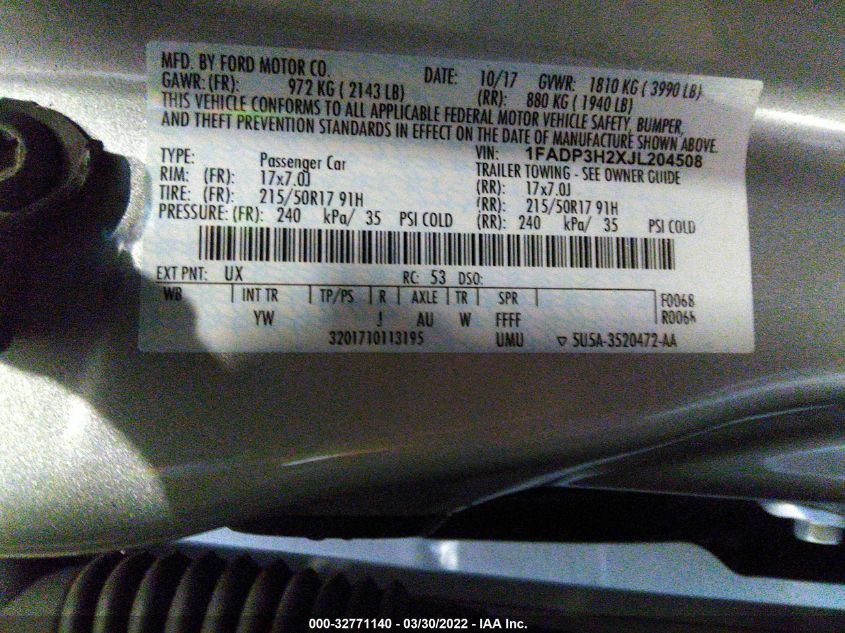 MFD. BY FORD MOTOR CO. DATE: 10/17 GVWR: 1810 KG ( 3990 LB)
GAWR:(FR): 972 KG ( 2143 LB) (RR): 880 KG ( 1940 LB)
THIS VEHICLE CONFORMS TO ALL APPLICABLE FEDERAL MOTOR VEHICLE SAFETY, BUMPER,
AND THEFT PREVENTION STANDARDS IN EFFECT ON THE DATE OF MANUFACTURE SHOWN ABOVE.
VIN: 1FADP3H2XJL204508
TYPE: Passenger Car TRAILER TOWING - SEE OWNER GUIDE
RIM: (FR): 17x7.0J (RR): 17x7.0J
TIRE: (FR): 215/50R17 91H (RR): 215/50R17 91H
PRESSURE:(FR): 240 kPa/ 35 PSI COLD (RR): 240 kPa/ 35 PSI COLD
EXT PNT: UX RC: 53 DSO:
WB INT TR TP/PS R AXLE TR SPR F0068
YW J AU W FFFF
3201710113195 UMU ▽ 5U5A-3520472-AA
000-32771140 - 03/30/2022 - IAA Inc.